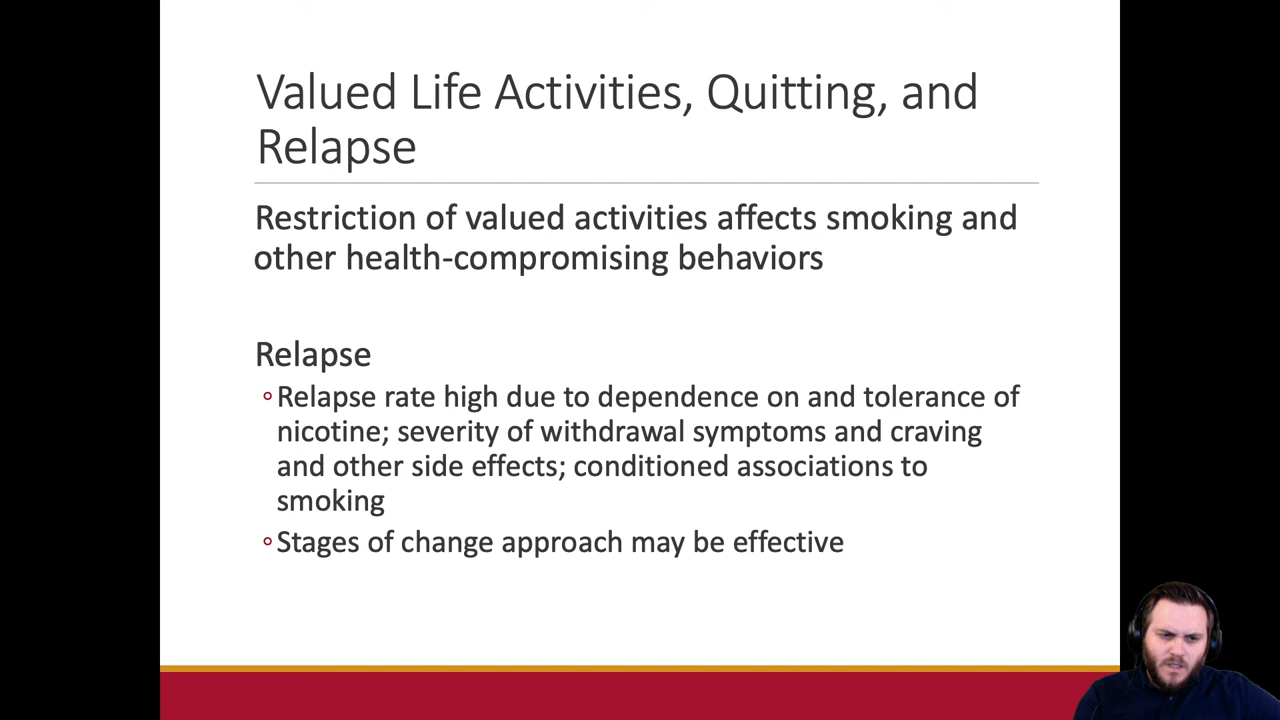 Valued Life Activities, Quitting, and
Relapse
Restriction of valued activities affects smoking and
other health-compromising behaviors
Relapse
◦Relapse rate high due to dependence on and tolerance of
nicotine; severity of withdrawal symptoms and craving
and other side effects; conditioned associations to
smoking
◦Stages of change approach may be effective